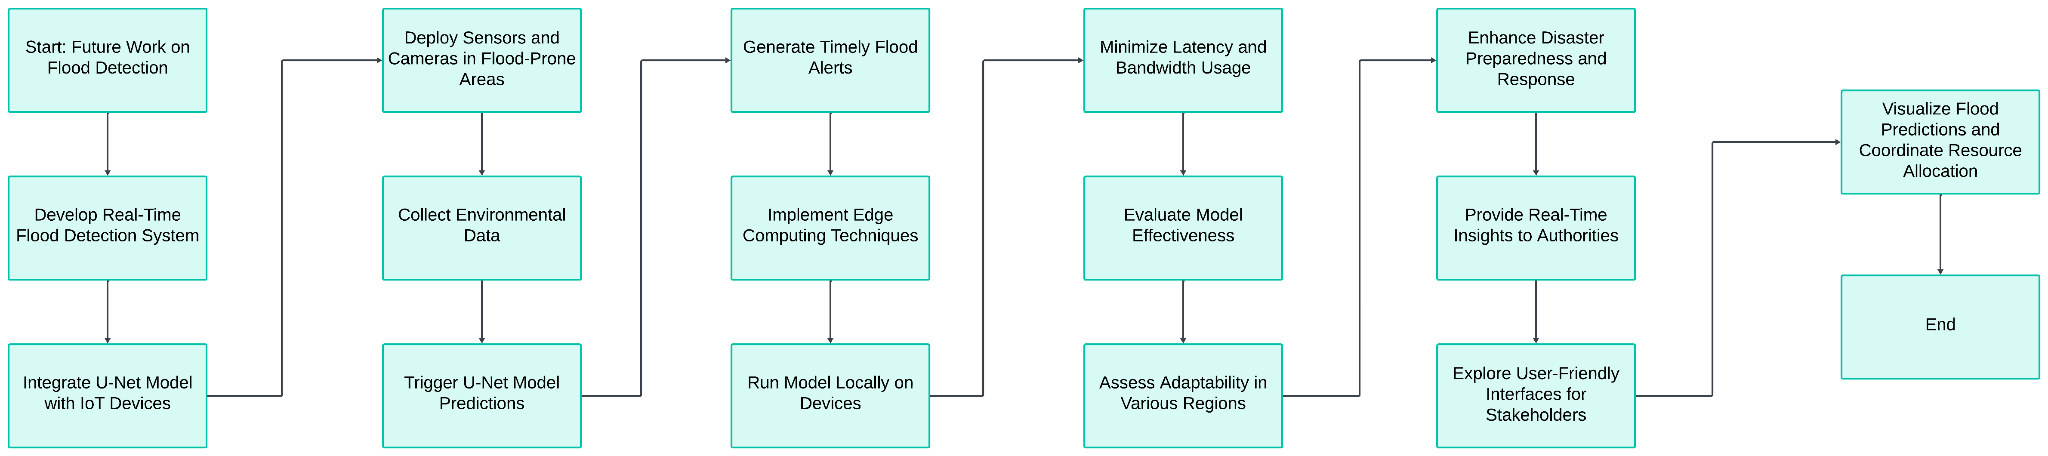 Start: Future Work on
Flood Detection
Develop Real-Time
Flood Detection System
Integrate U-Net Model
with IoT Devices
Deploy Sensors and
Cameras in Flood-Prone
Areas
Collect Environmental
Data
Trigger U-Net Model
Predictions
Generate Timely Flood
Alerts
Implement Edge
Computing Techniques
Run Model Locally on
Devices
Minimize Latency and
Bandwidth Usage
Evaluate Model
Effectiveness
Assess Adaptability in
Various Regions
Enhance Disaster
Preparedness and
Response
Provide Real-Time
Insights to Authorities
Explore User-Friendly
Interfaces for
Stakeholders
Visualize Flood
Predictions and
Coordinate Resource
Allocation
End